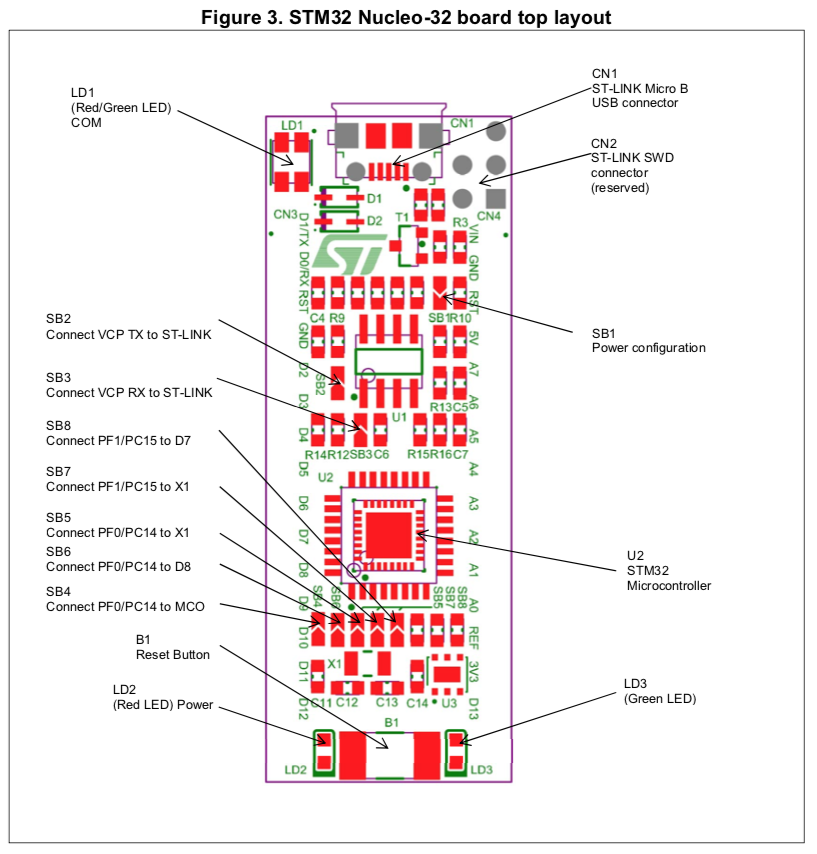 Figure 3. STM32 Nucleo-32 board top layout
LD1
(Red/Green LED)
COM
CN1
ST-LINK Micro B
USB connector
CN2
ST-LINK SWD
connector
(reserved)
SB2
Connect VCP TX to ST-LINK
SB3
Connect VCP RX to ST-LINK
SB8
Connect PF1/PC15 to D7
SB7
Connect PF1/PC15 to X1
SB5
Connect PF0/PC14 to X1
SB6
Connect PF0/PC14 to D8
SB4
Connect PF0/PC14 to MCO
B1
Reset Button
LD2
(Red LED) Power
SB1
Power configuration
U2
STM32
Microcontroller
LD3
(Green LED)
LD1
CN1
D1
CN3
D2
T1
R3
CN4
D1/TX
D0/RX
RST
GND
D2
D3
D4
D5
D6
D7
D8
D9
D10
D11
D12
VIN
GND
RST
5V
A7
A6
A5
A4
A3
A2
A1
A0
REF
3V3
D13
ST
C4 R9
SB1 R10
SB2
U1
R13 C5
R14 R12 SB3 C6
R15 R16 C7
U2
SB4
SB6
SB5
SB7
SB8
X1
C11 C12 C13 C14 U3
B1
LD2
LD3